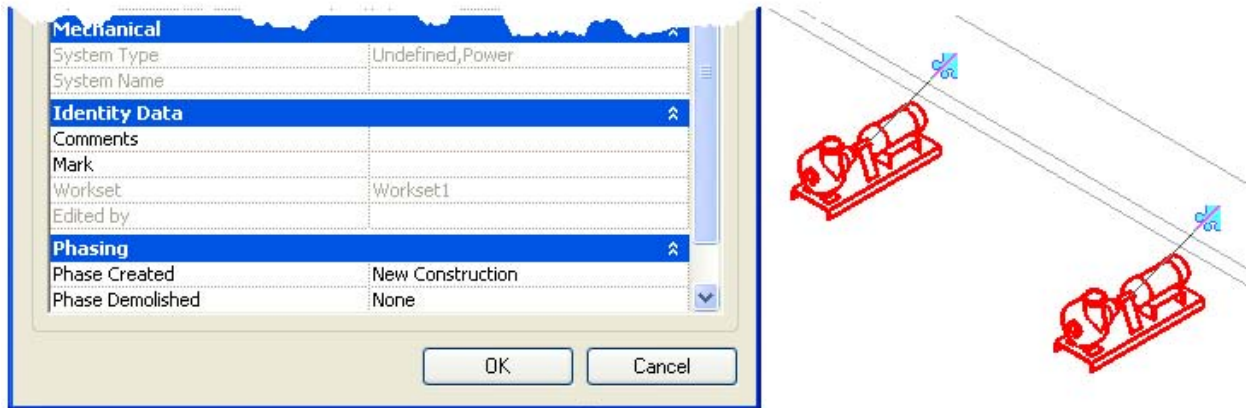 Mechanical
System Type Undefined,Power
System Name
Identity Data
Comments
Mark
Workset Workset1
Edited by
Phasing
Phase Created New Construction
Phase Demolished None
OK Cancel